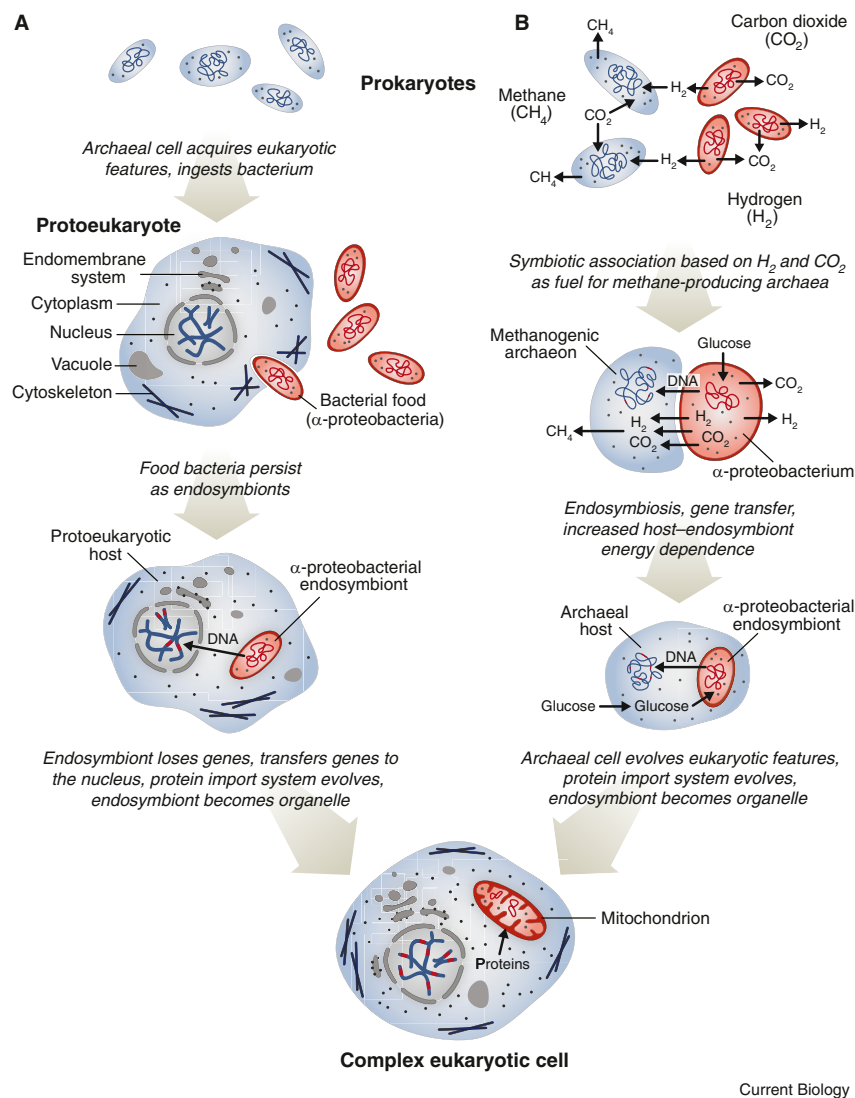 A
Prokaryotes
Archaeal cell acquires eukaryotic
features, ingests bacterium
Protoeukaryote
Endomembrane
system
Cytoplasm
Nucleus
Vacuole
Cytoskeleton
Bacterial food
(α-proteobacteria)
Food bacteria persist
as endosymbionts
Protoeukaryotic
host
α-proteobacterial
endosymbiont
DNA
Endosymbiont loses genes, transfers genes to
the nucleus, protein import system evolves,
endosymbiont becomes organelle
B
Carbon dioxide
(CO₂)
CH₄
Methane
(CH₄)
H₂
CO₂
CO₂
H₂
CH₄
H₂
CO₂
Hydrogen
(H₂)
Symbiotic association based on H₂ and CO₂
as fuel for methane-producing archaea
Methanogenic
archaeon
Glucose
DNA
CO₂
H₂
H₂
H₂
CH₄
CO₂
CO₂
α-proteobacterium
Endosymbiosis, gene transfer,
increased host–endosymbiont
energy dependence
Archaeal
host
α-proteobacterial
endosymbiont
DNA
Glucose
Glucose
Archaeal cell evolves eukaryotic features,
protein import system evolves,
endosymbiont becomes organelle
Mitochondrion
Proteins
Complex eukaryotic cell
Current Biology